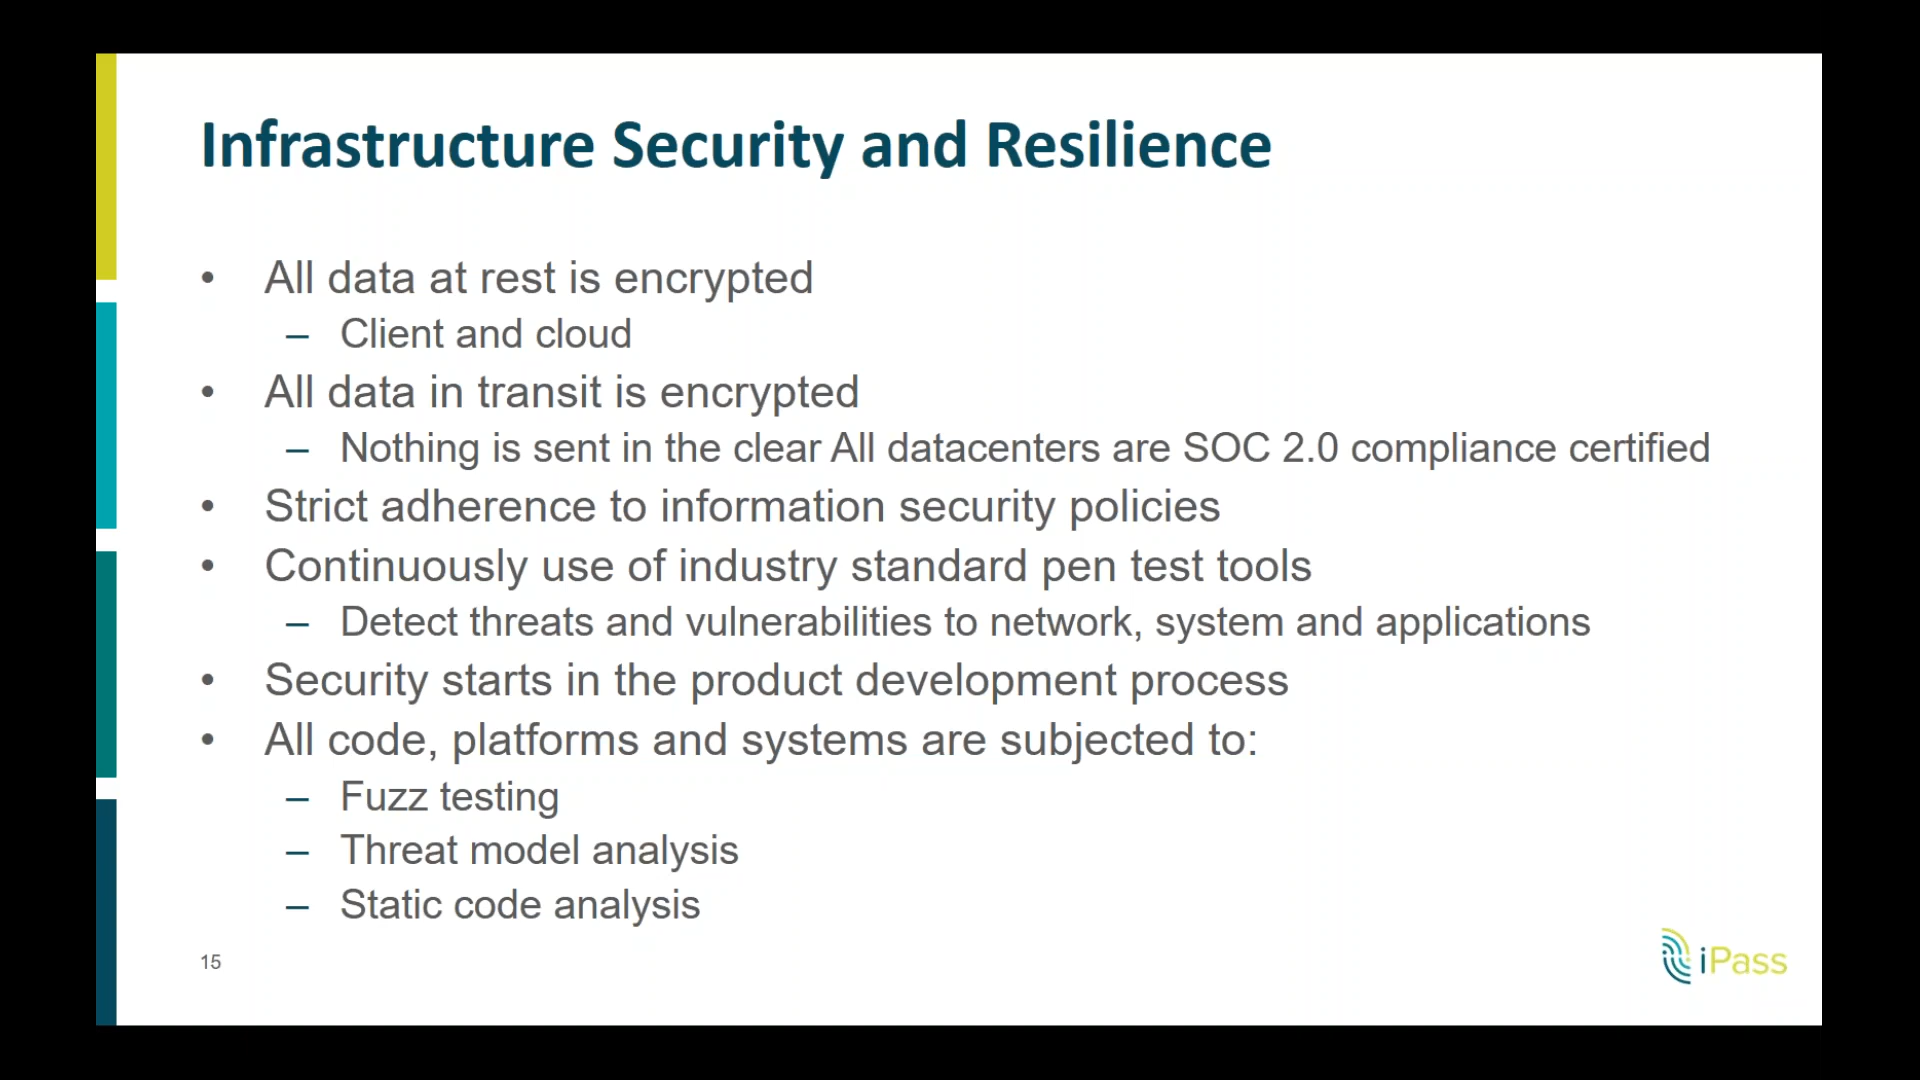 Infrastructure Security and Resilience
• All data at rest is encrypted
– Client and cloud
• All data in transit is encrypted
– Nothing is sent in the clear All datacenters are SOC 2.0 compliance certified
• Strict adherence to information security policies
• Continuously use of industry standard pen test tools
– Detect threats and vulnerabilities to network, system and applications
• Security starts in the product development process
• All code, platforms and systems are subjected to:
– Fuzz testing
– Threat model analysis
– Static code analysis
15
iPass